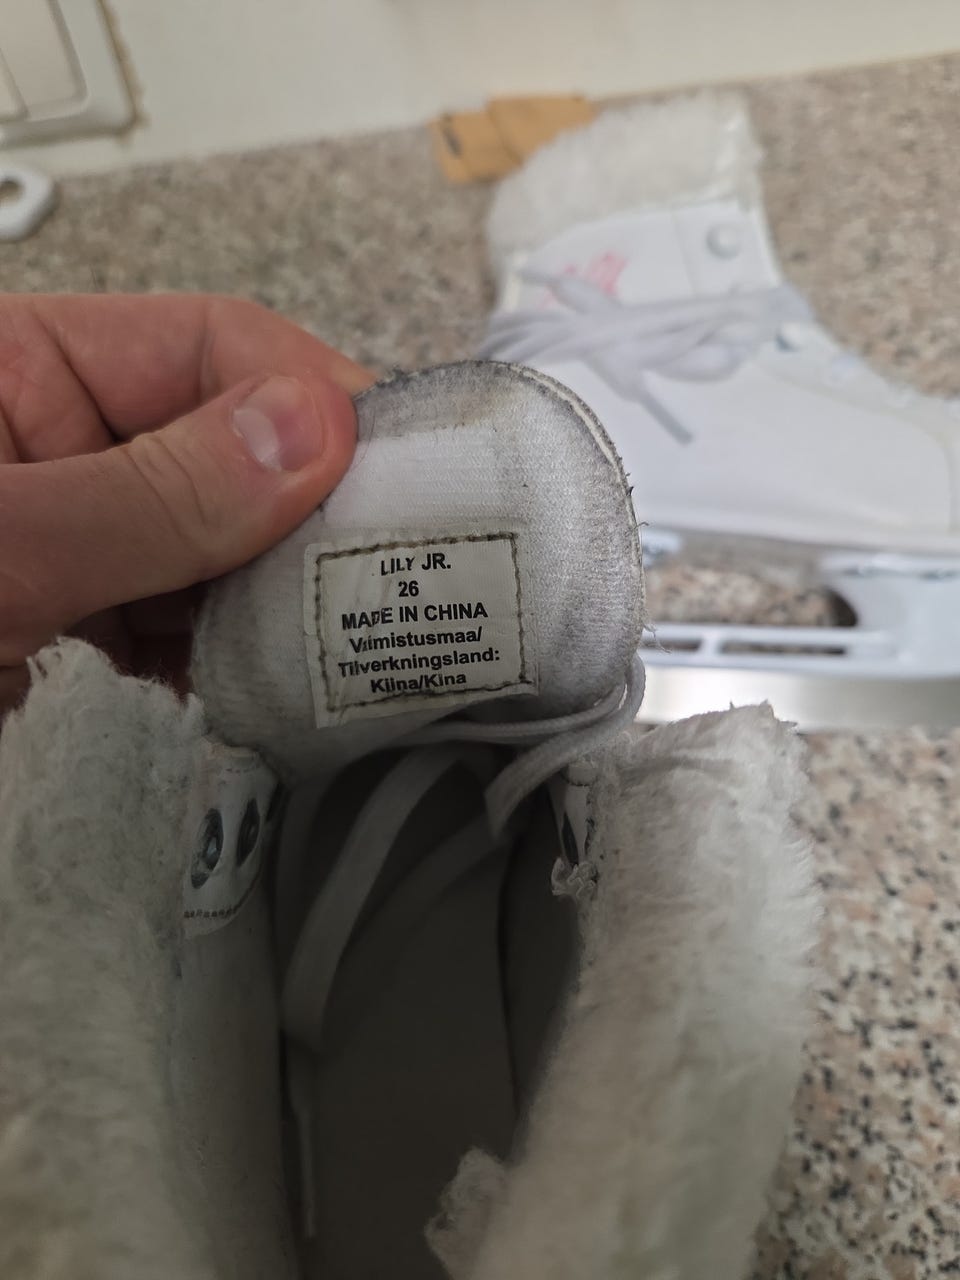 LILY JR.
26
MADE IN CHINA
Valmistusmaa/
Tilverkningsland:
Kiina/Kina